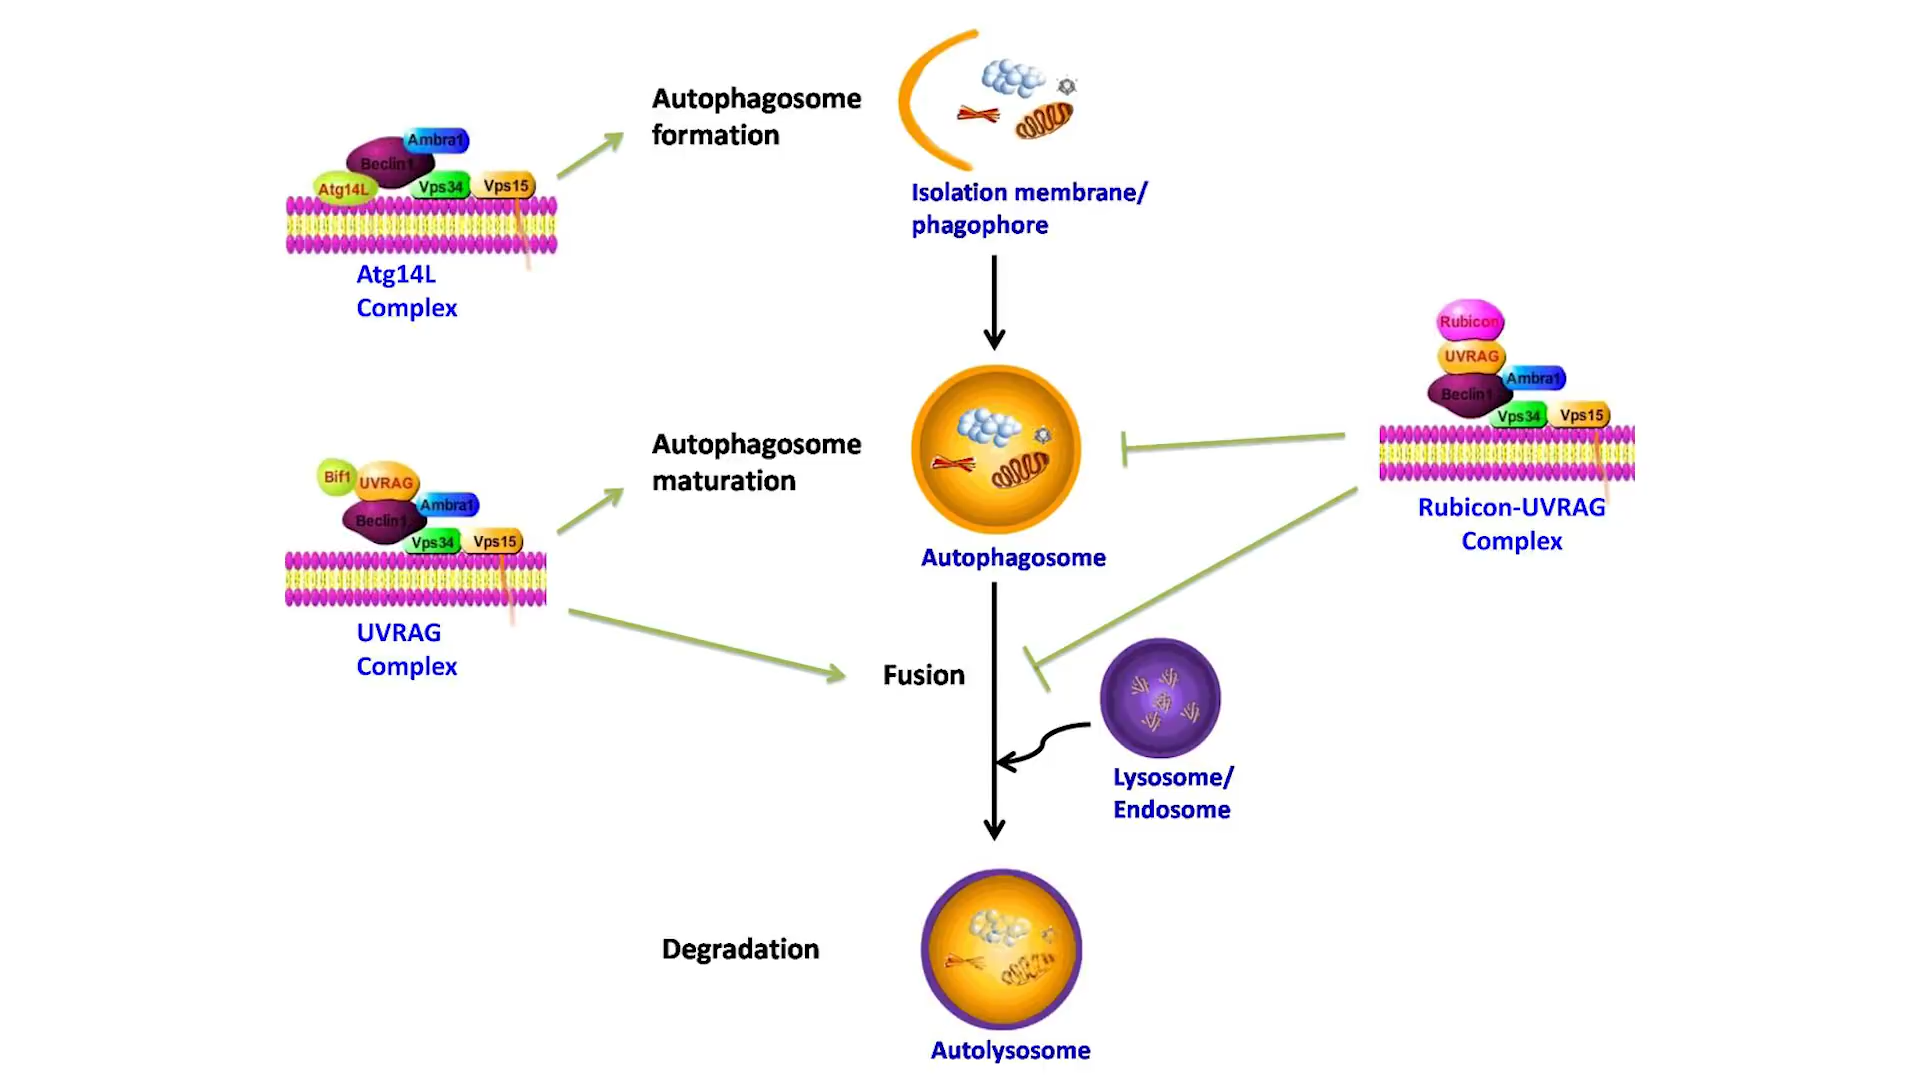 Autophagosome
formation
Ambra1
Beclin1
Atg14L
Vps34
Vps15
Atg14L
Complex
Isolation membrane/
phagophore
Rubicon
UVRAG
Ambra1
Beclin1
Vps34
Vps15
Rubicon-UVRAG
Complex
Autophagosome
maturation
Bif1
UVRAG
Ambra1
Beclin1
Vps34
Vps15
UVRAG
Complex
Autophagosome
Fusion
Lysosome/
Endosome
Degradation
Autolysosome